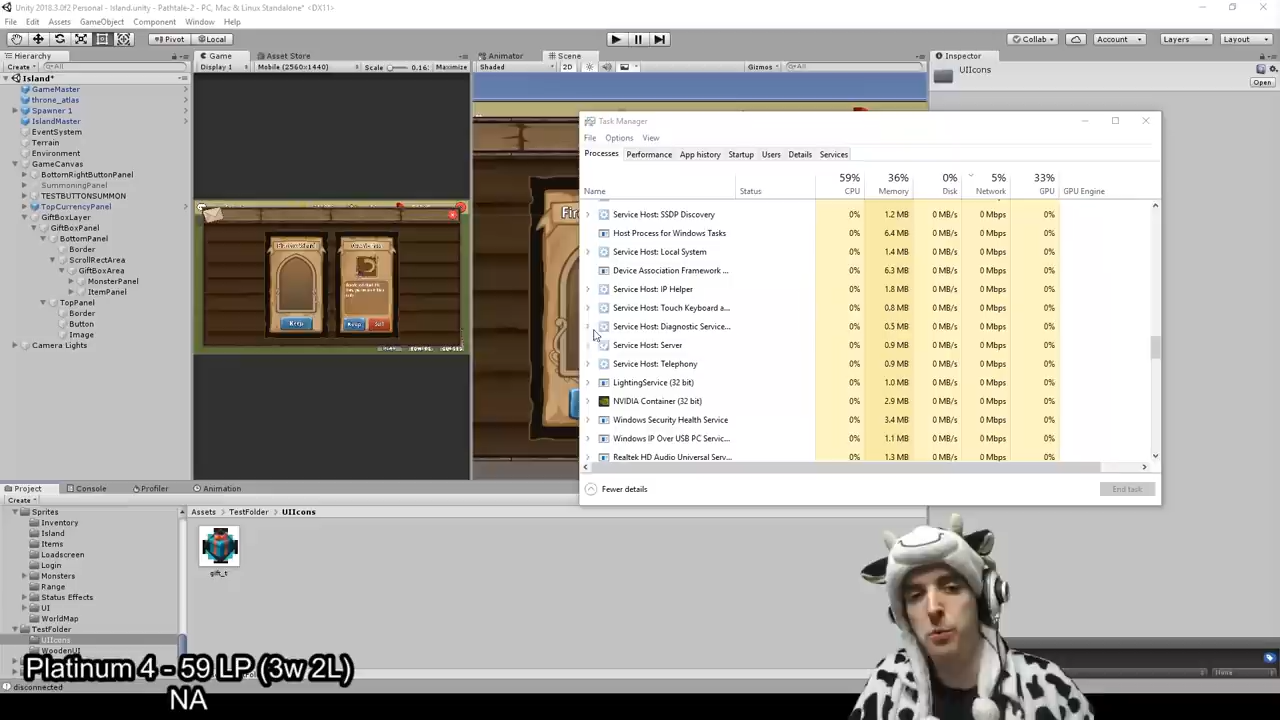 Unity 2018.3.0f2 Personal - Island.unity - Pathtale-2 - PC, Mac & Linux Standalone* <DX11>
File Edit Assets GameObject Component Window Help
Pivot Local Collab Account Layers Layout
Hierarchy Game Asset Store Animator Scene Inspector
Create All Display 1 Mobile (2560x1440) Scale 0.16 Maximize Shaded 2D Gizmos All UIIcons
Open
Island*
GameMaster
throne_atlas
Spawner 1
IslandMaster
EventSystem
Terrain
Environment
GameCanvas
BottomRightButtonPanel
SummoningPanel
TESTBUTTONSUMMON
TopCurrencyPanel
GiftBoxLayer
GiftBoxPanel
BottomPanel
Border
ScrollRectArea
GiftBoxArea
MonsterPanel
ItemPanel
TopPanel
Border
Button
Image
Camera Lights
Keep Keep Sell
Task Manager
File Options View
Processes Performance App history Startup Users Details Services
59% 36% 0% 5% 33%
Name Status CPU Memory Disk Network GPU GPU Engine
Service Host: SSDP Discovery 0% 1.2 MB 0 MB/s 0 Mbps 0%
Host Process for Windows Tasks 0% 6.4 MB 0 MB/s 0 Mbps 0%
Service Host: Local System 0% 1.4 MB 0 MB/s 0 Mbps 0%
Device Association Framework ... 0% 6.3 MB 0 MB/s 0 Mbps 0%
Service Host: IP Helper 0% 1.8 MB 0 MB/s 0 Mbps 0%
Service Host: Touch Keyboard a... 0% 0.8 MB 0 MB/s 0 Mbps 0%
Service Host: Diagnostic Service... 0% 0.5 MB 0 MB/s 0 Mbps 0%
Service Host: Server 0% 0.9 MB 0 MB/s 0 Mbps 0%
Service Host: Telephony 0% 0.9 MB 0 MB/s 0 Mbps 0%
LightingService (32 bit) 0% 1.0 MB 0 MB/s 0 Mbps 0%
NVIDIA Container (32 bit) 0% 2.9 MB 0 MB/s 0 Mbps 0%
Windows Security Health Service 0% 3.4 MB 0 MB/s 0 Mbps 0%
Windows IP Over USB PC Servic... 0% 1.1 MB 0 MB/s 0 Mbps 0%
Realtek HD Audio Universal Serv... 0% 1.3 MB 0 MB/s 0 Mbps 0%
Fewer details End task
Project Console Profiler Animation
Create
Assets TestFolder UIIcons
Sprites
Inventory
Island
Items
Loadscreen
Login
Monsters
Range
Status Effects
UI
WorldMap
TestFolder
UIIcons
WoodenUI
gift_t
Platinum 4 - 59 LP (3w 2L)
NA
disconnected